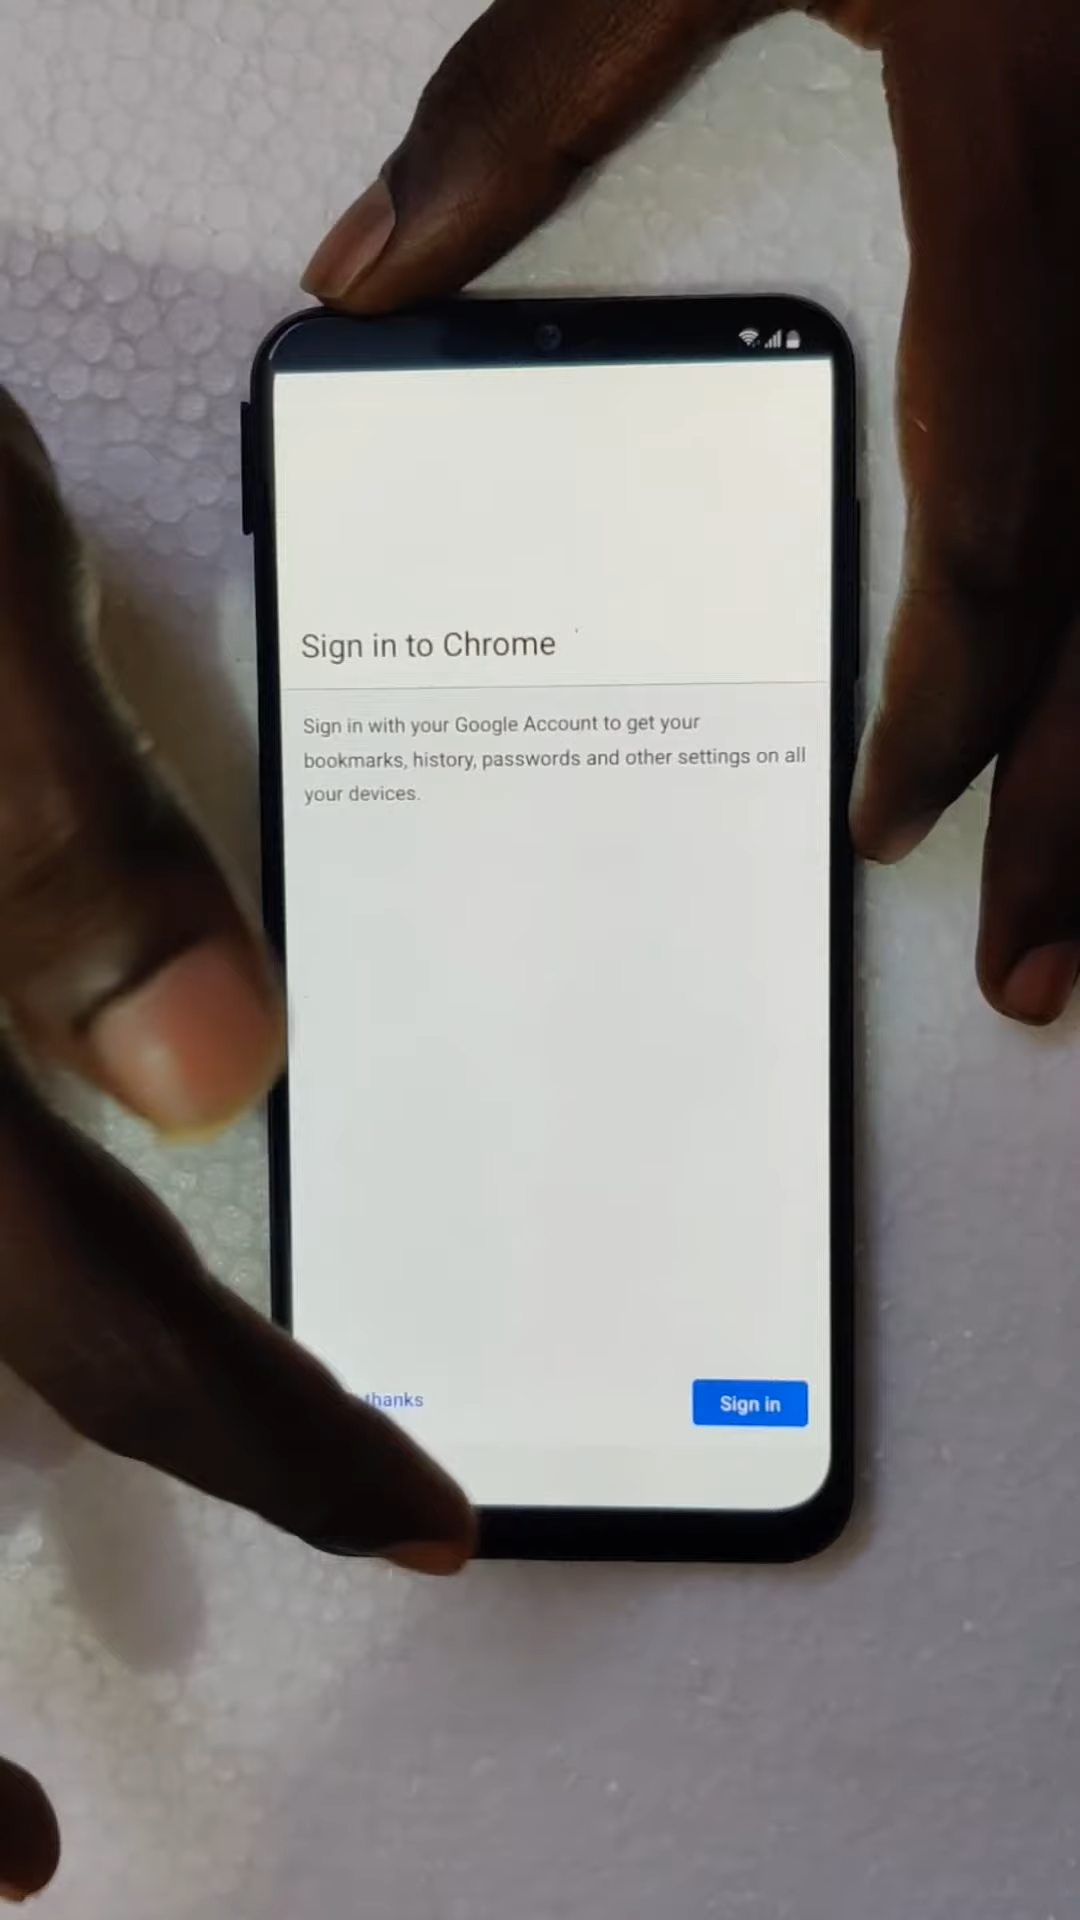 Sign in to Chrome
Sign in with your Google Account to get your
bookmarks, history, passwords and other settings on all
your devices.
thanks
Sign in